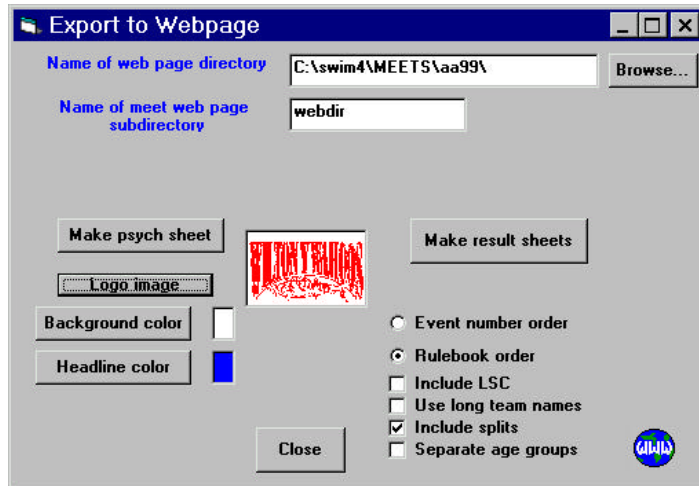 Export to Webpage
Name of web page directory
C:\swim4\MEETS\aa99\
Browse...
Name of meet web page
subdirectory
webdir
Make psych sheet
Make result sheets
Logo image
Background color
Event number order
Headline color
Rulebook order
Include LSC
Use long team names
Include splits
Close
Separate age groups